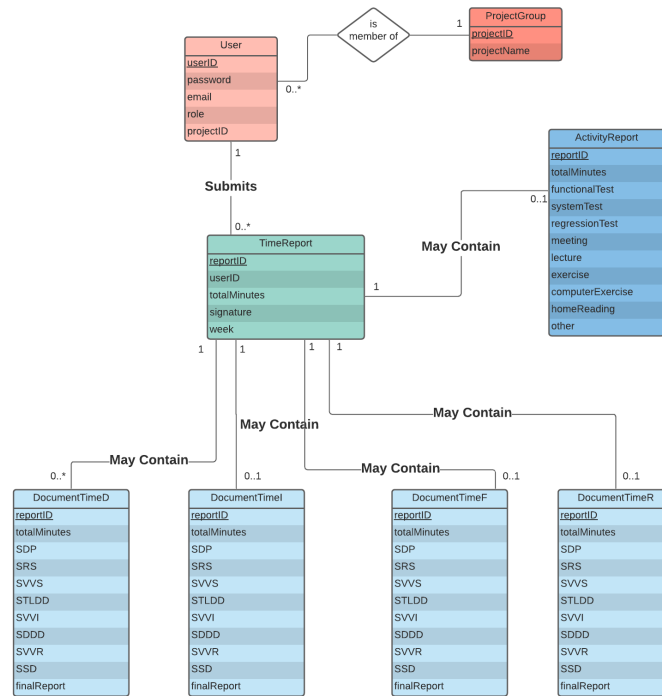 ProjectGroup
projectID
projectName
1
is
member of
0..*
User
userID
password
email
role
projectID
1
Submits
0..*
ActivityReport
reportID
totalMinutes
functionalTest
systemTest
regressionTest
meeting
lecture
exercise
computerExercise
homeReading
other
0..1
May Contain
1
TimeReport
reportID
userID
totalMinutes
signature
week
1
1
1
1
May Contain
May Contain
May Contain
May Contain
0..*
0..1
0..1
0..1
DocumentTimeD
reportID
totalMinutes
SDP
SRS
SVVS
STLDD
SVVI
SDDD
SVVR
SSD
finalReport
DocumentTimeI
reportID
totalMinutes
SDP
SRS
SVVS
STLDD
SVVI
SDDD
SVVR
SSD
finalReport
DocumentTimeF
reportID
totalMinutes
SDP
SRS
SVVS
STLDD
SVVI
SDDD
SVVR
SSD
finalReport
DocumentTimeR
reportID
totalMinutes
SDP
SRS
SVVS
STLDD
SVVI
SDDD
SVVR
SSD
finalReport